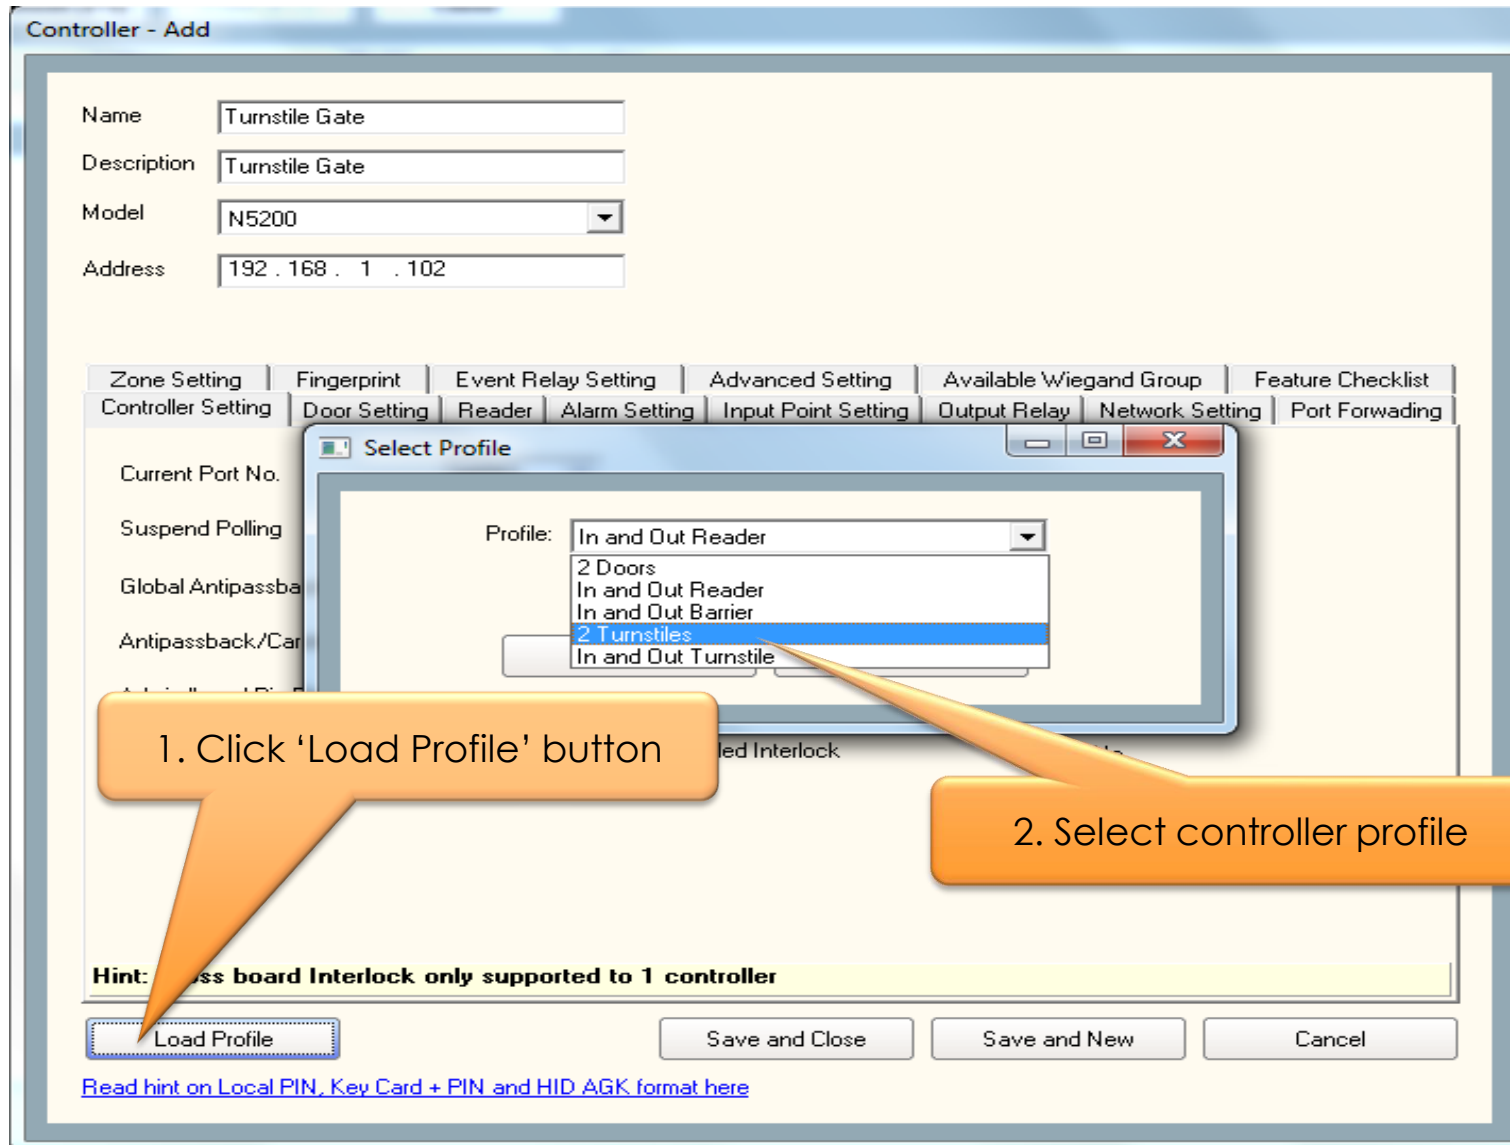 Controller - Add
Name Turnstile Gate
Description Turnstile Gate
Model N5200
Address 192 . 168 . 1 . 102
Zone Setting Fingerprint Event Relay Setting Advanced Setting Available Wiegand Group Feature Checklist
Controller Setting Door Setting Reader Alarm Setting Input Point Setting Output Relay Network Setting Port Forwading
Select Profile
Current Port No.
Suspend Polling
Profile: In and Out Reader
2 Doors
In and Out Reader
In and Out Barrier
2 Turnstiles
In and Out Turnstile
Global Antipassba
Antipassback/Car
1. Click ‘Load Profile’ button
Interlock
2. Select controller profile
Hint: board Interlock only supported to 1 controller
Load Profile Save and Close Save and New Cancel
Read hint on Local PIN, Key Card + PIN and HID AGK format here